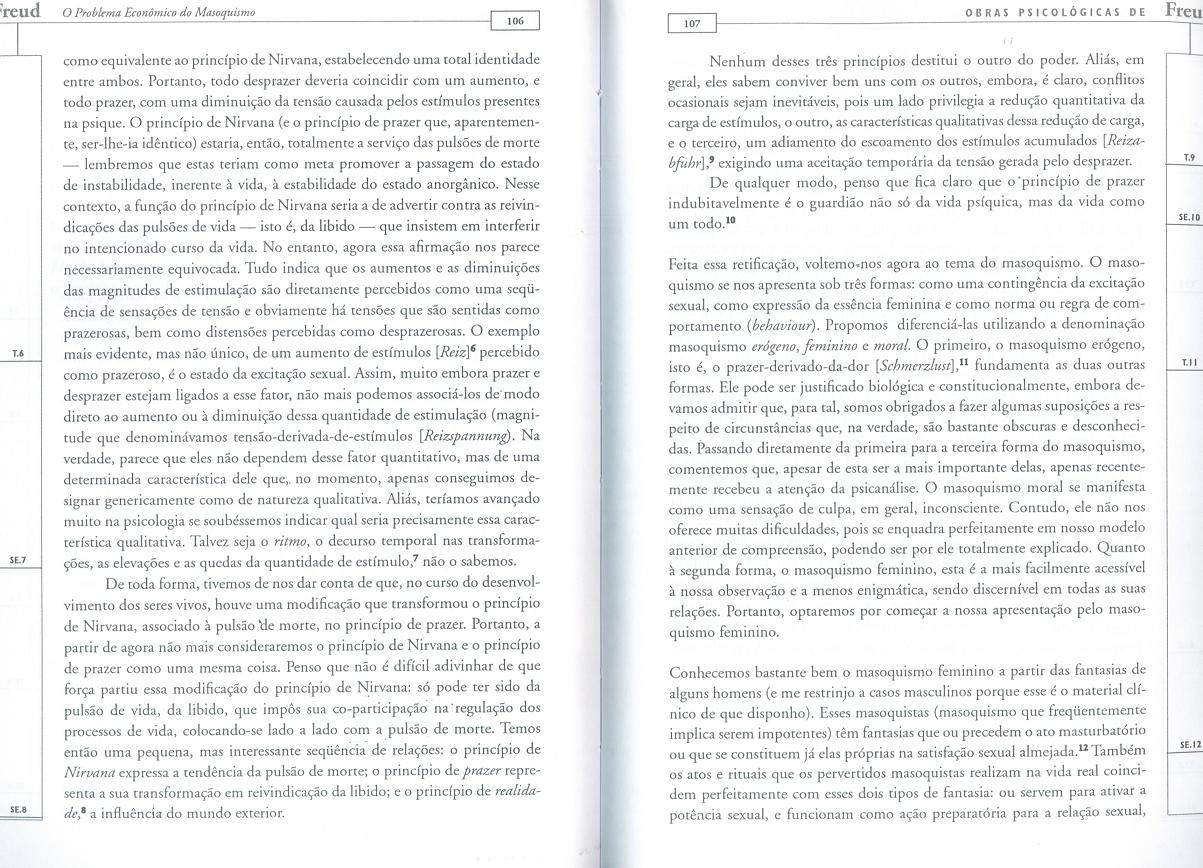 Freud O Problema Econômico do Masoquismo
106
como equivalente ao princípio de Nirvana, estabelecendo uma total identidade
entre ambos. Portanto, todo desprazer deveria coincidir com um aumento, e
todo prazer, com uma diminuição da tensão causada pelos estímulos presentes
na psique. O princípio de Nirvana (e o princípio de prazer que, aparentemen-
te, ser-lhe-ia idêntico) estaria, então, totalmente a serviço das pulsões de morte
— lembremos que estas teriam como meta promover a passagem do estado
de instabilidade, inerente à vida, à estabilidade do estado anorgânico. Nesse
contexto, a função do princípio de Nirvana seria a de advertir contra as reivin-
dicações das pulsões de vida — isto é, da libido — que insistem em interferir
no intencionado curso da vida. No entanto, agora essa afirmação nos parece
necessariamente equivocada. Tudo indica que os aumentos e as diminuições
das magnitudes de estimulação são diretamente percebidos como uma seqü-
ência de sensações de tensão e obviamente há tensões que são sentidas como
prazerosas, bem como distensões percebidas como desprazerosas. O exemplo
mais evidente, mas não único, de um aumento de estímulos [Reiz]⁶ percebido
como prazeroso, é o estado da excitação sexual. Assim, muito embora prazer e
desprazer estejam ligados a esse fator, não mais podemos associá-los de modo
direto ao aumento ou à diminuição dessa quantidade de estimulação (magni-
tude que denominávamos tensão-derivada-de-estímulos [Reizspannung). Na
verdade, parece que eles não dependem desse fator quantitativo, mas de uma
determinada característica dele que, no momento, apenas conseguimos de-
signar genericamente como de natureza qualitativa. Aliás, teríamos avançado
muito na psicologia se soubéssemos indicar qual seria precisamente essa carac-
terística qualitativa. Talvez seja o ritmo, o decurso temporal nas transforma-
ções, as elevações e as quedas da quantidade de estímulo,⁷ não o sabemos.
De toda forma, tivemos de nos dar conta de que, no curso do desenvol-
vimento dos seres vivos, houve uma modificação que transformou o princípio
de Nirvana, associado à pulsão de morte, no princípio de prazer. Portanto, a
partir de agora não mais consideraremos o princípio de Nirvana e o princípio
de prazer como uma mesma coisa. Penso que não é difícil adivinhar de que
força partiu essa modificação do princípio de Nirvana: só pode ter sido da
pulsão de vida, da libido, que impôs sua co-participação na regulação dos
processos de vida, colocando-se lado a lado com a pulsão de morte. Temos
então uma pequena, mas interessante seqüência de relações: o princípio de
Nirvana expressa a tendência da pulsão de morte; o princípio de prazer repre-
senta a sua transformação em reivindicação da libido; e o princípio de realida-
de,⁸ a influência do mundo exterior.
T.6
SE.7
SE.8
107
OBRAS PSICOLÓGICAS DE Freu
Nenhum desses três princípios destitui o outro do poder. Aliás, em
geral, eles sabem conviver bem uns com os outros, embora, é claro, conflitos
ocasionais sejam inevitáveis, pois um lado privilegia a redução quantitativa da
carga de estímulos, o outro, as características qualitativas dessa redução de carga,
e o terceiro, um adiamento do escoamento dos estímulos acumulados [Reiza-
bfuhr],⁹ exigindo uma aceitação temporária da tensão gerada pelo desprazer.
De qualquer modo, penso que fica claro que o princípio de prazer
indubitavelmente é o guardião não só da vida psíquica, mas da vida como
um todo.¹⁰
Feita essa retificação, voltemo-nos agora ao tema do masoquismo. O maso-
quismo se nos apresenta sob três formas: como uma contingência da excitação
sexual, como expressão da essência feminina e como norma ou regra de com-
portamento (behaviour). Propomos diferenciá-las utilizando a denominação
masoquismo erógeno, feminino e moral. O primeiro, o masoquismo erógeno,
isto é, o prazer-derivado-da-dor [Schmerzlust],¹¹ fundamenta as duas outras
formas. Ele pode ser justificado biológica e constitucionalmente, embora de-
vamos admitir que, para tal, somos obrigados a fazer algumas suposições a res-
peito de circunstâncias que, na verdade, são bastante obscuras e desconheci-
das. Passando diretamente da primeira para a terceira forma do masoquismo,
comentemos que, apesar de esta ser a mais importante delas, apenas recente-
mente recebeu a atenção da psicanálise. O masoquismo moral se manifesta
como uma sensação de culpa, em geral, inconsciente. Contudo, ele não nos
oferece muitas dificuldades, pois se enquadra perfeitamente em nosso modelo
anterior de compreensão, podendo ser por ele totalmente explicado. Quanto
à segunda forma, o masoquismo feminino, esta é a mais facilmente acessível
à nossa observação e a menos enigmática, sendo discernível em todas as suas
relações. Portanto, optaremos por começar a nossa apresentação pelo maso-
quismo feminino.
Conhecemos bastante bem o masoquismo feminino a partir das fantasias de
alguns homens (e me restrinjo a casos masculinos porque esse é o material clí-
nico de que disponho). Esses masoquistas (masoquismo que freqüentemente
implica serem impotentes) têm fantasias que ou precedem o ato masturbatório
ou que se constituem já elas próprias na satisfação sexual almejada.¹² Também
os atos e rituais que os pervertidos masoquistas realizam na vida real coinci-
dem perfeitamente com esses dois tipos de fantasia: ou servem para ativar a
potência sexual, e funcionam como ação preparatória para a relação sexual,
T.9
SE.10
T.11
SE.12